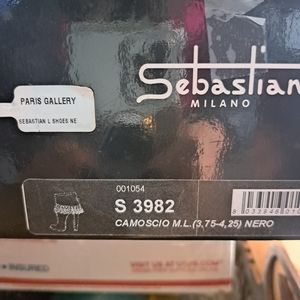 Sebastian
MILANO
PARIS GALLERY
SEBASTIAN L SHOES NE
001054
S 3982
CAMOSCIO M.L.(3,75-4,25) NERO
INSURED